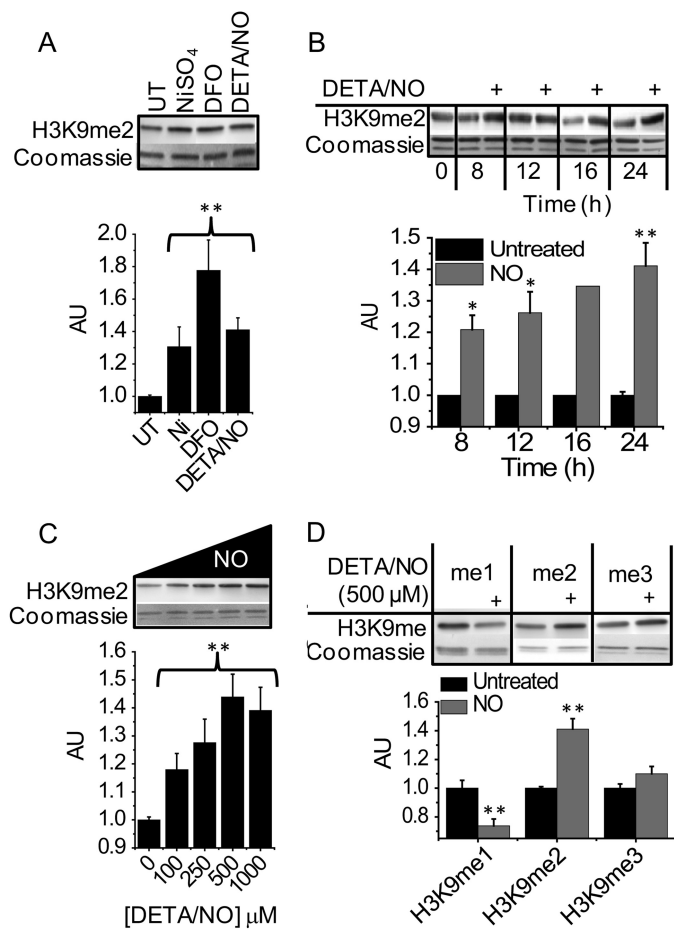 A
UT
NiSO4
DFO
DETA/NO
H3K9me2
Coomassie
**
2.0
1.8
1.6
1.4
1.2
1.0
AU
UT
Ni
DFO
DETA/NO
B
DETA/NO + + + +
H3K9me2
Coomassie
0 8 12 16 24
Time (h)
Untreated
NO
* * **
1.5
1.4
1.3
1.2
1.0
0.9
AU
8 12 16 24
Time (h)
C
NO
H3K9me2
Coomassie
**
1.6
1.5
1.4
1.3
1.2
1.1
1.0
0.9
AU
0 100 250 500 1000
[DETA/NO] μM
D
DETA/NO me1 me2 me3
(500 μM) + + +
H3K9me
Coomassie
Untreated
NO
**
**
1.6
1.4
1.2
1.0
0.8
AU
H3K9me1
H3K9me2
H3K9me3